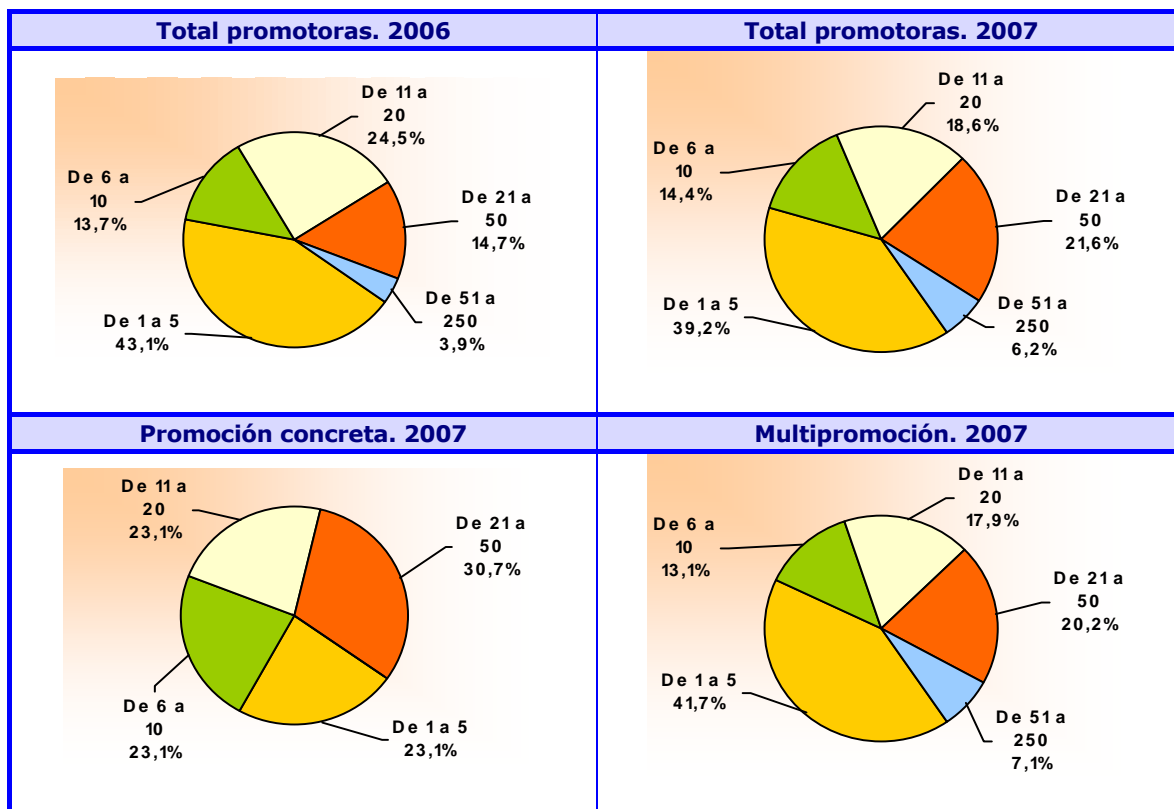 Total promotoras. 2006
De 11 a
20
24,5%
De 6 a
10
13,7%
De 21 a
50
14,7%
De 51 a
250
3,9%
De 1 a 5
43,1%
Total promotoras. 2007
De 11 a
20
18,6%
De 6 a
10
14,4%
De 21 a
50
21,6%
De 51 a
250
6,2%
De 1 a 5
39,2%
Promoción concreta. 2007
De 11 a
20
23,1%
De 21 a
50
30,7%
De 6 a
10
23,1%
De 1 a 5
23,1%
Multipromoción. 2007
De 11 a
20
17,9%
De 6 a
10
13,1%
De 21 a
50
20,2%
De 1 a 5
41,7%
De 51 a
250
7,1%